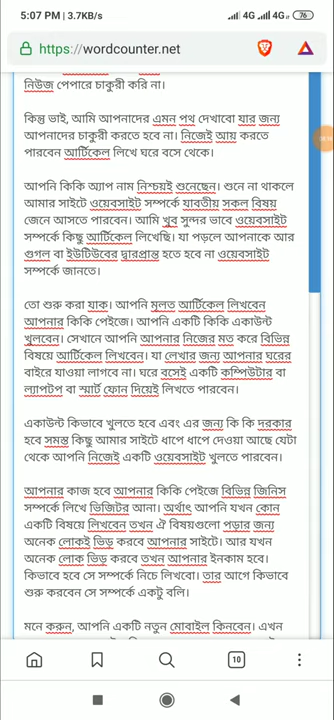 5:07 PM | 3.7KB/s
4G 4G 76
https://wordcounter.net
নিউজ পেপারে চাকুরী করি না।
কিন্তু ভাই, আমি আপনাদের এমন পথ দেখাবো যার জন্য
আপনাদের চাকুরী করতে হবে না। নিজেই আয় করতে
পারবেন আর্টিকেল লিখে ঘরে বসে থেকে।
আপনি কিকি অ্যাপ নাম নিশ্চয়ই শুনেছেন। শুনে না থাকলে
আমার সাইটে ওয়েবসাইট সম্পর্কে যাবতীয় সকল বিষয়
জেনে আসতে পারবেন। আমি খুব সুন্দর ভাবে ওয়েবসাইট
সম্পর্কে কিছু আর্টিকেল লিখেছি। যা পড়লে আপনাকে আর
গুগল বা ইউটিউবের দ্বারপ্রান্ত হতে হবে না ওয়েবসাইট
সম্পর্কে জানতে।
তো শুরু করা যাক। আপনি মূলত আর্টিকেল লিখবেন
আপনার কিকি পেইজে। আপনি একটি কিকি একাউন্ট
খুলবেন। সেখানে আপনি আপনার নিজের মত করে বিভিন্ন
বিষয়ে আর্টিকেল লিখবেন। যা লেখার জন্য আপনার ঘরের
বাইরে যাওয়া লাগবে না। ঘরে বসেই একটি কম্পিউটার বা
ল্যাপটপ বা স্মার্ট ফোন দিয়েই লিখতে পারবেন।
একাউন্ট কিভাবে খুলতে হবে এবং এর জন্য কি কি দরকার
হবে সমস্ত কিছু আমার সাইটে ধাপে ধাপে দেওয়া আছে যেটা
থেকে আপনি নিজেই একটি ওয়েবসাইট খুলতে পারবেন।
আপনার কাজ হবে আপনার কিকি পেইজে বিভিন্ন জিনিস
সম্পর্কে লিখে ভিজিটর আনা। অর্থাৎ আপনি যখন কোন
একটি বিষয়ে লিখবেন তখন ঐ বিষয়গুলো পড়ার জন্য
অনেক লোকই ভিড় করবে আপনার সাইটে। আর যখন
অনেক লোক ভিড় করবে তখন আপনার ইনকাম হবে।
কিভাবে হবে সে সম্পর্কে নিচে লিখবো। তার আগে কিভাবে
শুরু করবেন সে সম্পর্কে একটু বলি।
মনে করুন, আপনি একটি নতুন মোবাইল কিনবেন। এখন
10